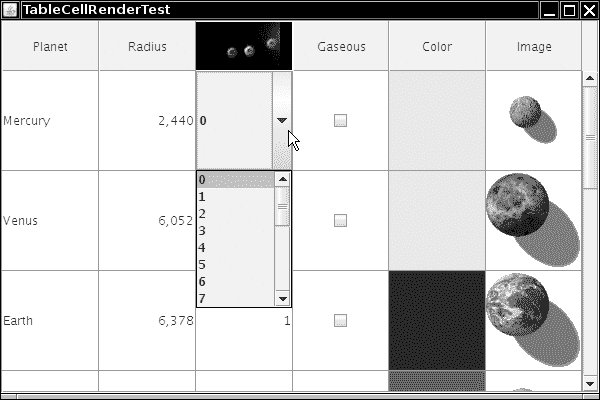 TableCellRenderTest
Planet Radius Gaseous Color Image
Mercury 2,440 0
0
1
2
3
4
5
6
7
Venus 6,052
Earth 6,378 1